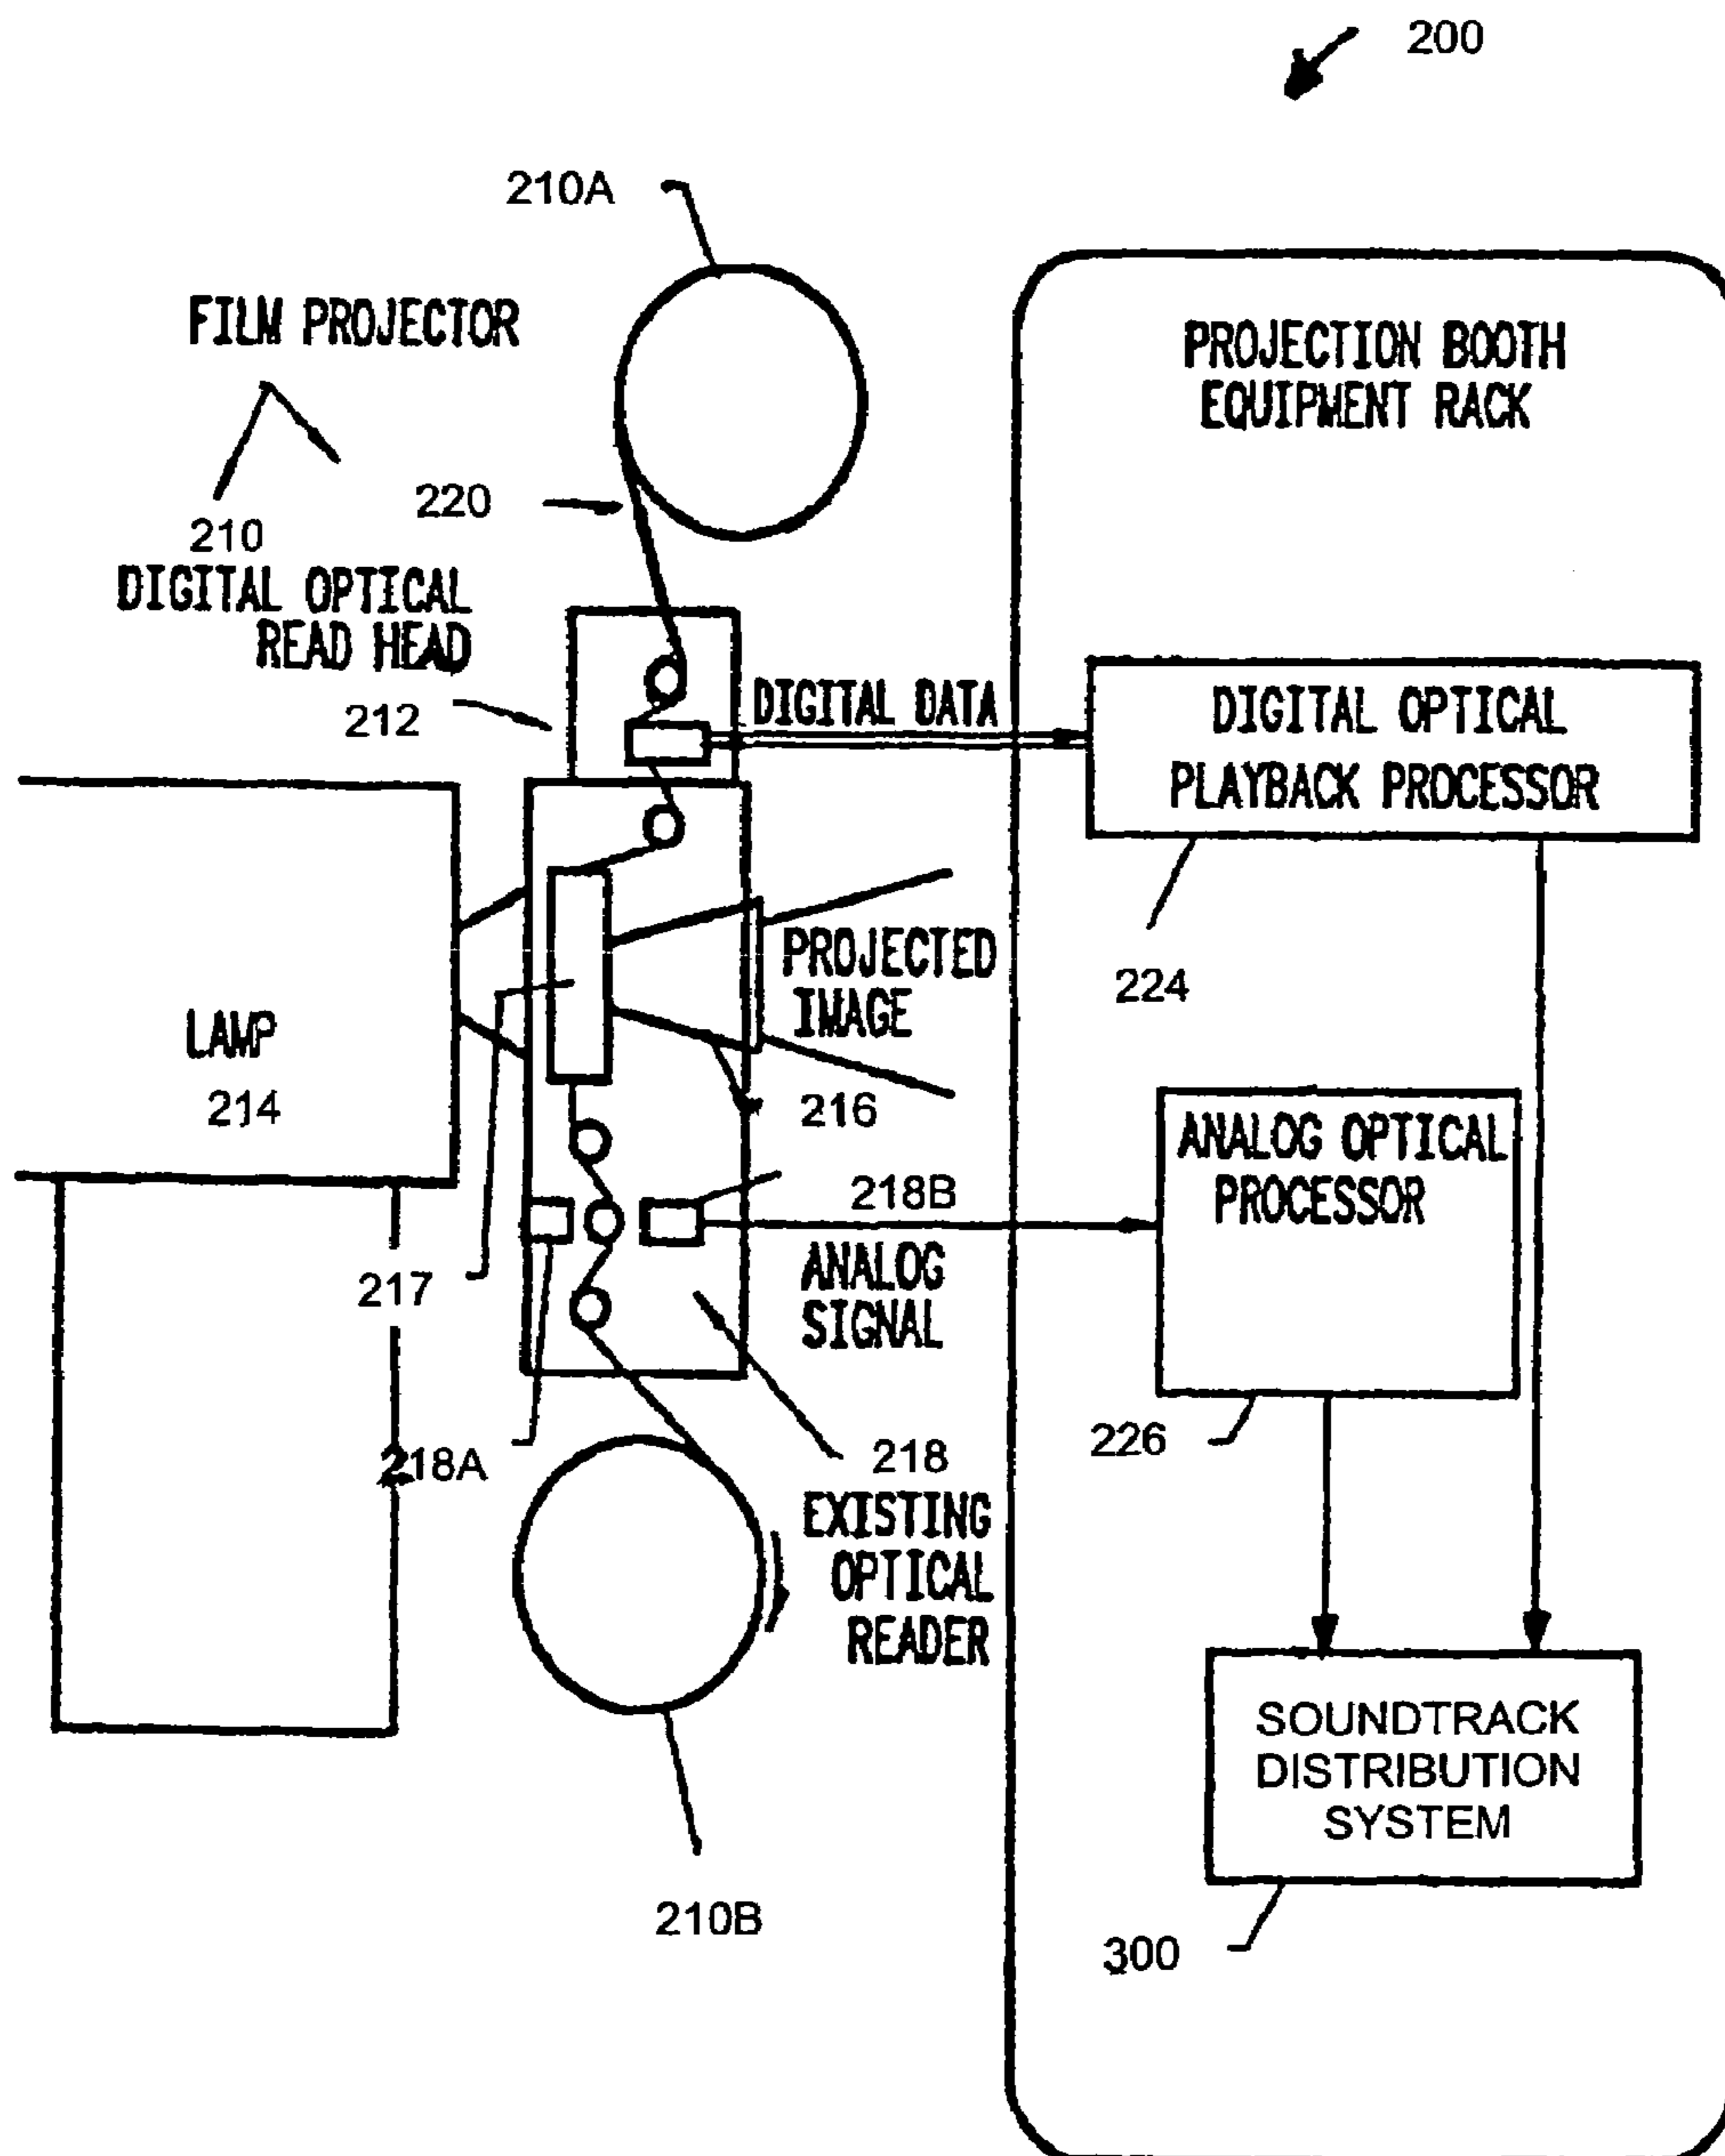 200
210A
FILM PROJECTOR
PROJECTION BOOTH
EQUIPMENT RACK
220
210
DIGITAL OPTICAL
READ HEAD
212
DIGITAL DATA
DIGITAL OPTICAL
PLAYBACK PROCESSOR
224
PROJECTED
IMAGE
LAMP
214
216
ANALOG OPTICAL
PROCESSOR
218B
217
ANALOG
SIGNAL
226
218A
218
EXISTING
OPTICAL
READER
SOUNDTRACK
DISTRIBUTION
SYSTEM
210B
300